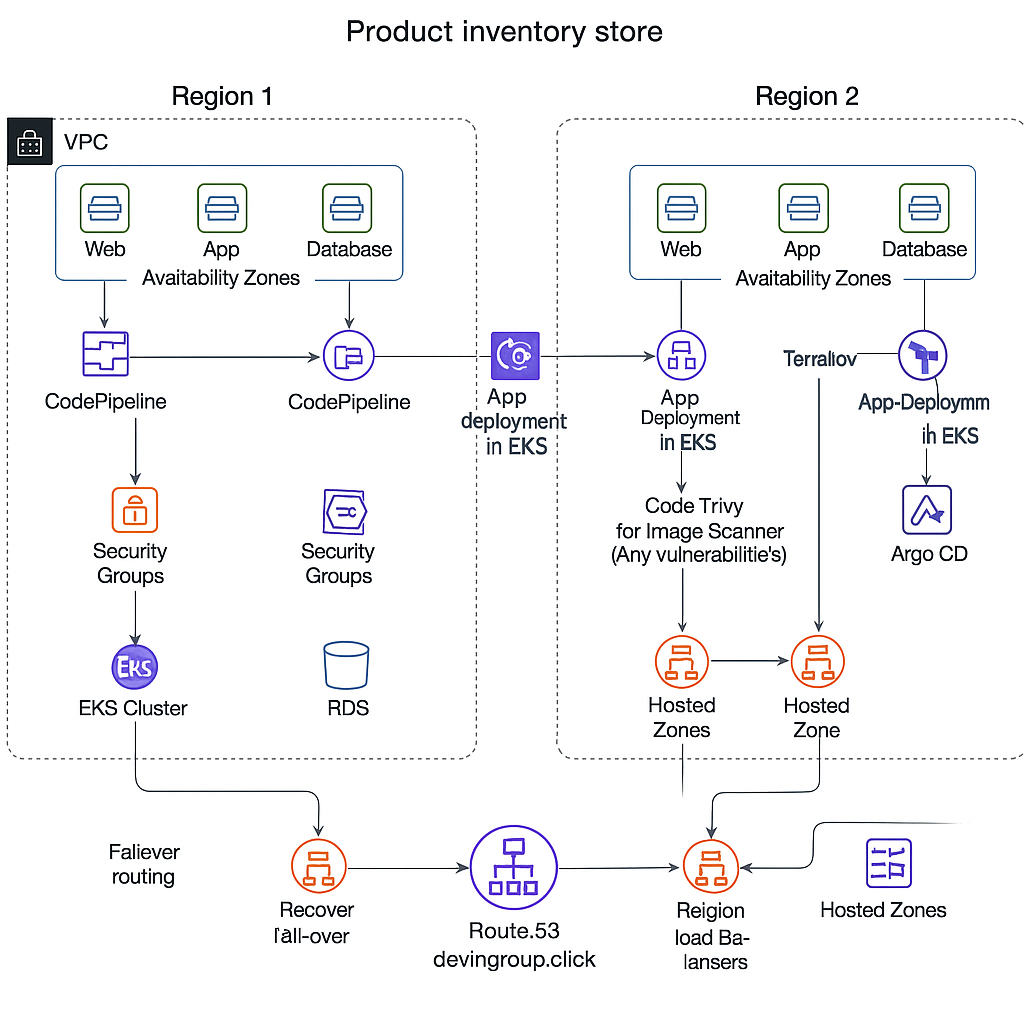 Product inventory store
Region 1
Region 2
VPC
Web
App
Database
Avaitability Zones
Web
App
Database
Avaitability Zones
CodePipeline
CodePipeline
App
deployment
in EKS
App
Deployment
in EKS
Terraliov
App-Deploymm
ih EKS
Security
Groups
Security
Groups
Code Trivy
for Image Scanner
(Any vulnerabilitie's)
Argo CD
EKS
EKS Cluster
RDS
Hosted
Zones
Hosted
Zone
Faliever
routing
Recover
l'àll-over
Route.53
devingroup.click
Reigion
load Ba-
lansers
Hosted Zones